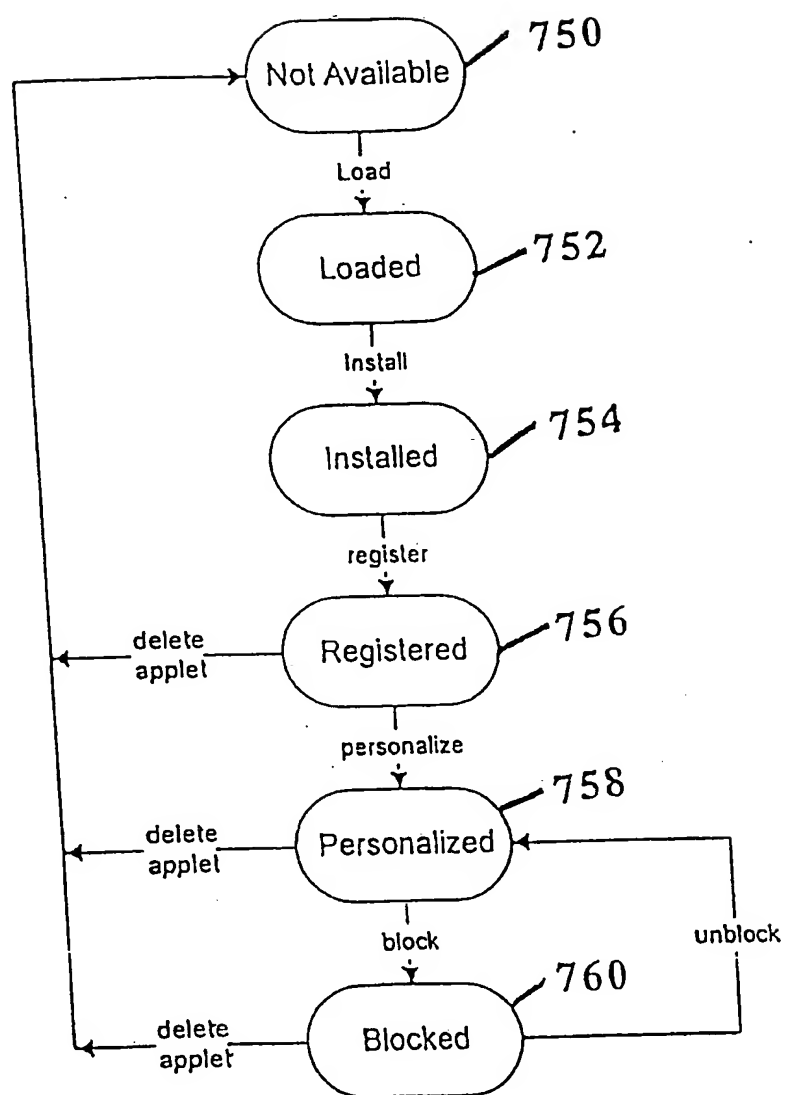 750
Not Available
Load
752
Loaded
Install
754
Installed
register
756
Registered
delete
applet
personalize
758
Personalized
delete
applet
block
unblock
760
Blocked
delete
applet